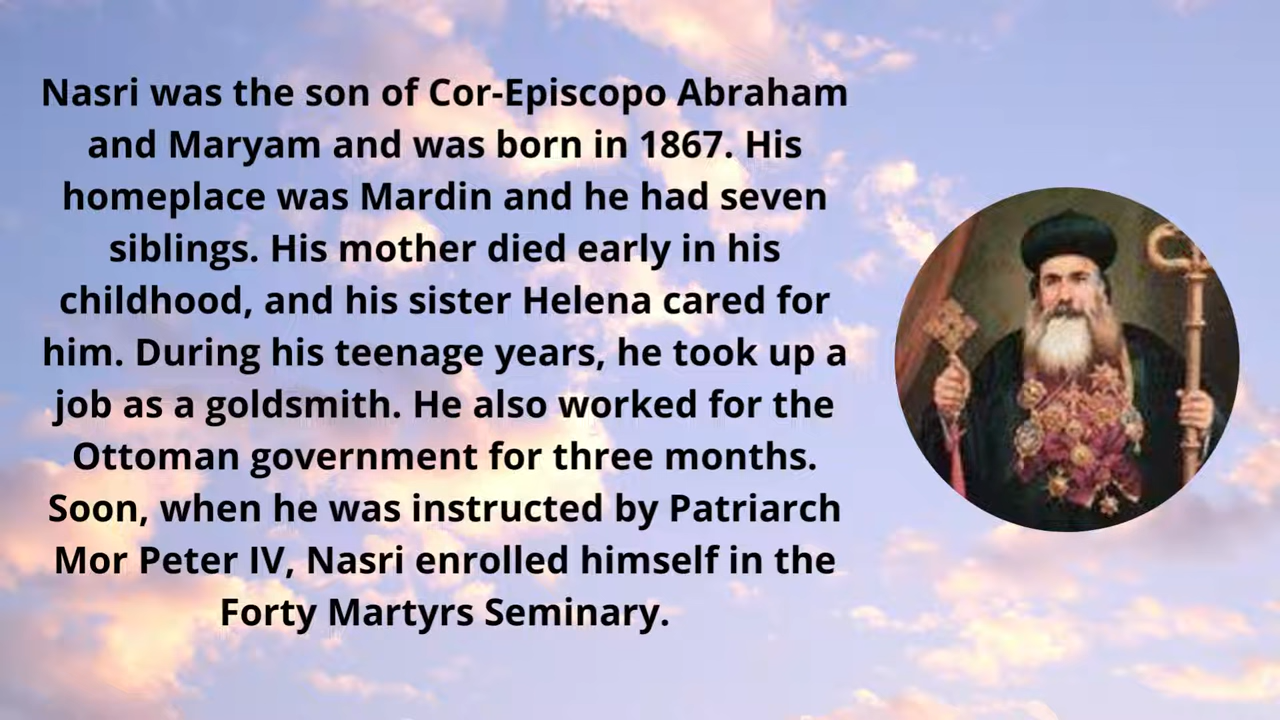 Nasri was the son of Cor-Episcopo Abraham
and Maryam and was born in 1867. His
homeplace was Mardin and he had seven
siblings. His mother died early in his
childhood, and his sister Helena cared for
him. During his teenage years, he took up a
job as a goldsmith. He also worked for the
Ottoman government for three months.
Soon, when he was instructed by Patriarch
Mor Peter IV, Nasri enrolled himself in the
Forty Martyrs Seminary.